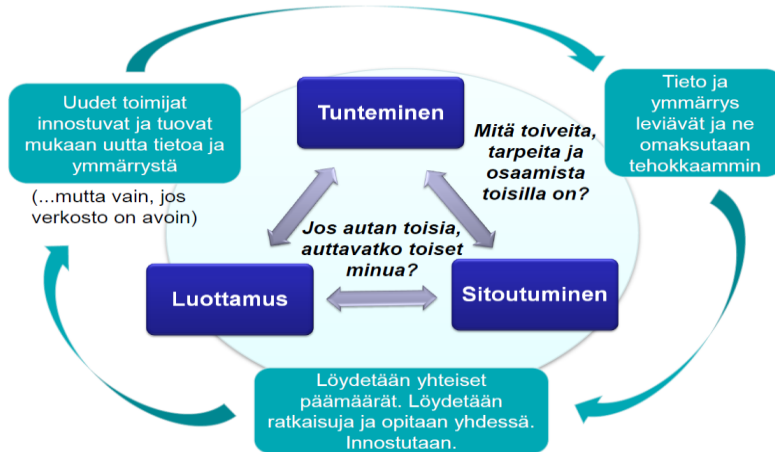 Uudet toimijat
innostuvat ja tuovat
mukaan uutta tietoa ja
ymmärrystä
(...mutta vain, jos
verkosto on avoin)
Tunteminen
Mitä toiveita,
tarpeita ja
osaamista
toisilla on?
Tieto ja
ymmärrys
leviävät ja ne
omaksutaan
tehokkaammin
Jos autan toisia,
auttavatko toiset
minua?
Luottamus
Sitoutuminen
Löydetään yhteiset
päämäärät. Löydetään
ratkaisuja ja opitaan yhdessä.
Innostutaan.